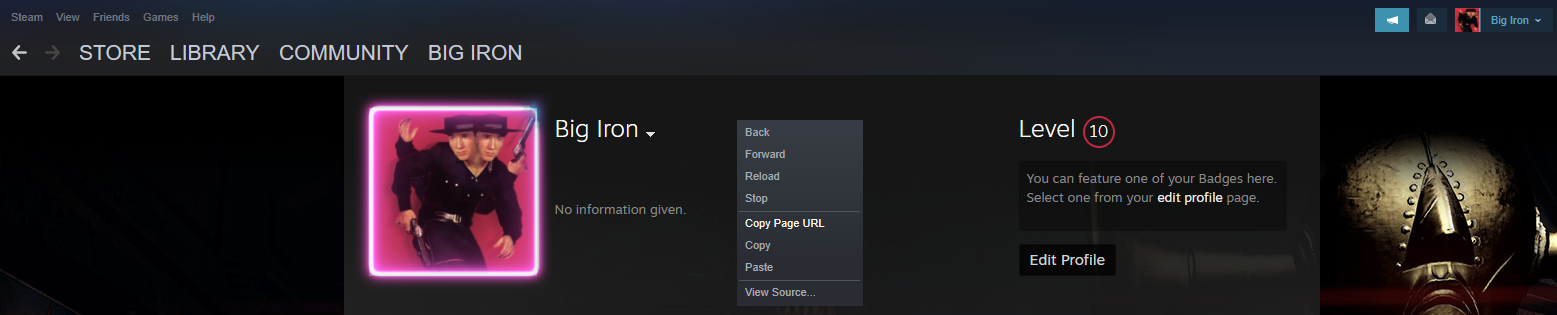 Steam View Friends Games Help
Big Iron
STORE LIBRARY COMMUNITY BIG IRON
Big Iron
No information given.
Back
Forward
Reload
Stop
Copy Page URL
Copy
Paste
View Source...
Level 10
You can feature one of your Badges here.
Select one from your edit profile page.
Edit Profile